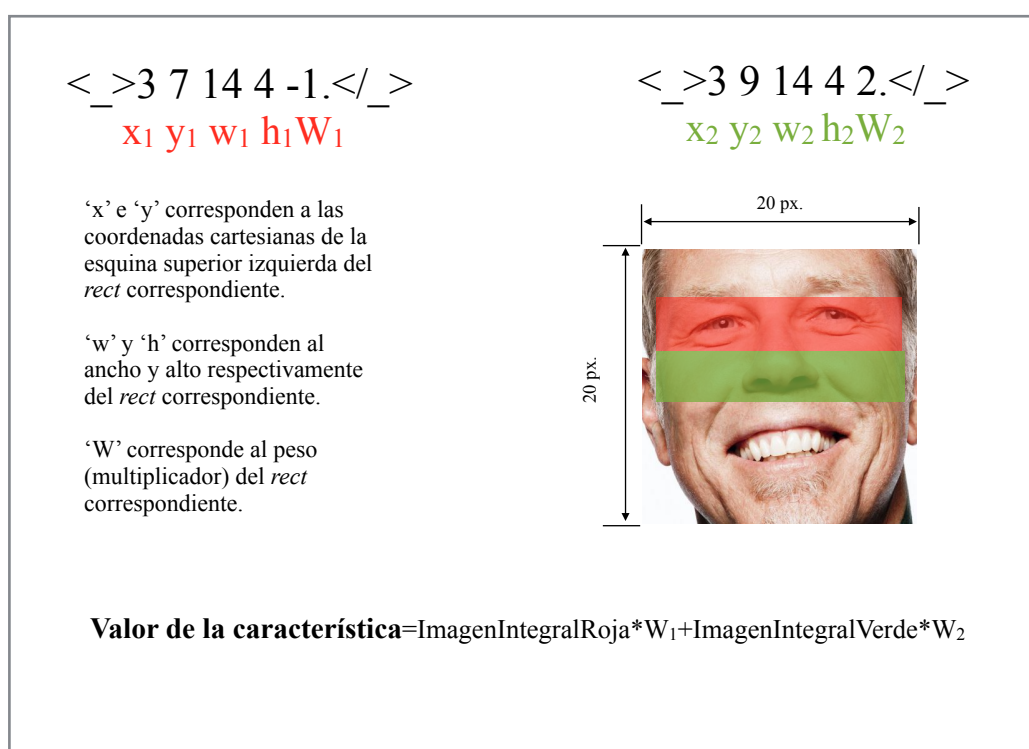 <_>3 7 14 4 -1.</_>
x₁ y₁ w₁ h₁W₁
<_>3 9 14 4 2.</_>
x₂ y₂ w₂ h₂W₂
‘x’ e ‘y’ corresponden a las
coordenadas cartesianas de la
esquina superior izquierda del
rect correspondiente.
‘w’ y ‘h’ corresponden al
ancho y alto respectivamente
del rect correspondiente.
‘W’ corresponde al peso
(multiplicador) del rect
correspondiente.
20 px.
20 px.
Valor de la característica=ImagenIntegralRoja*W₁+ImagenIntegralVerde*W₂